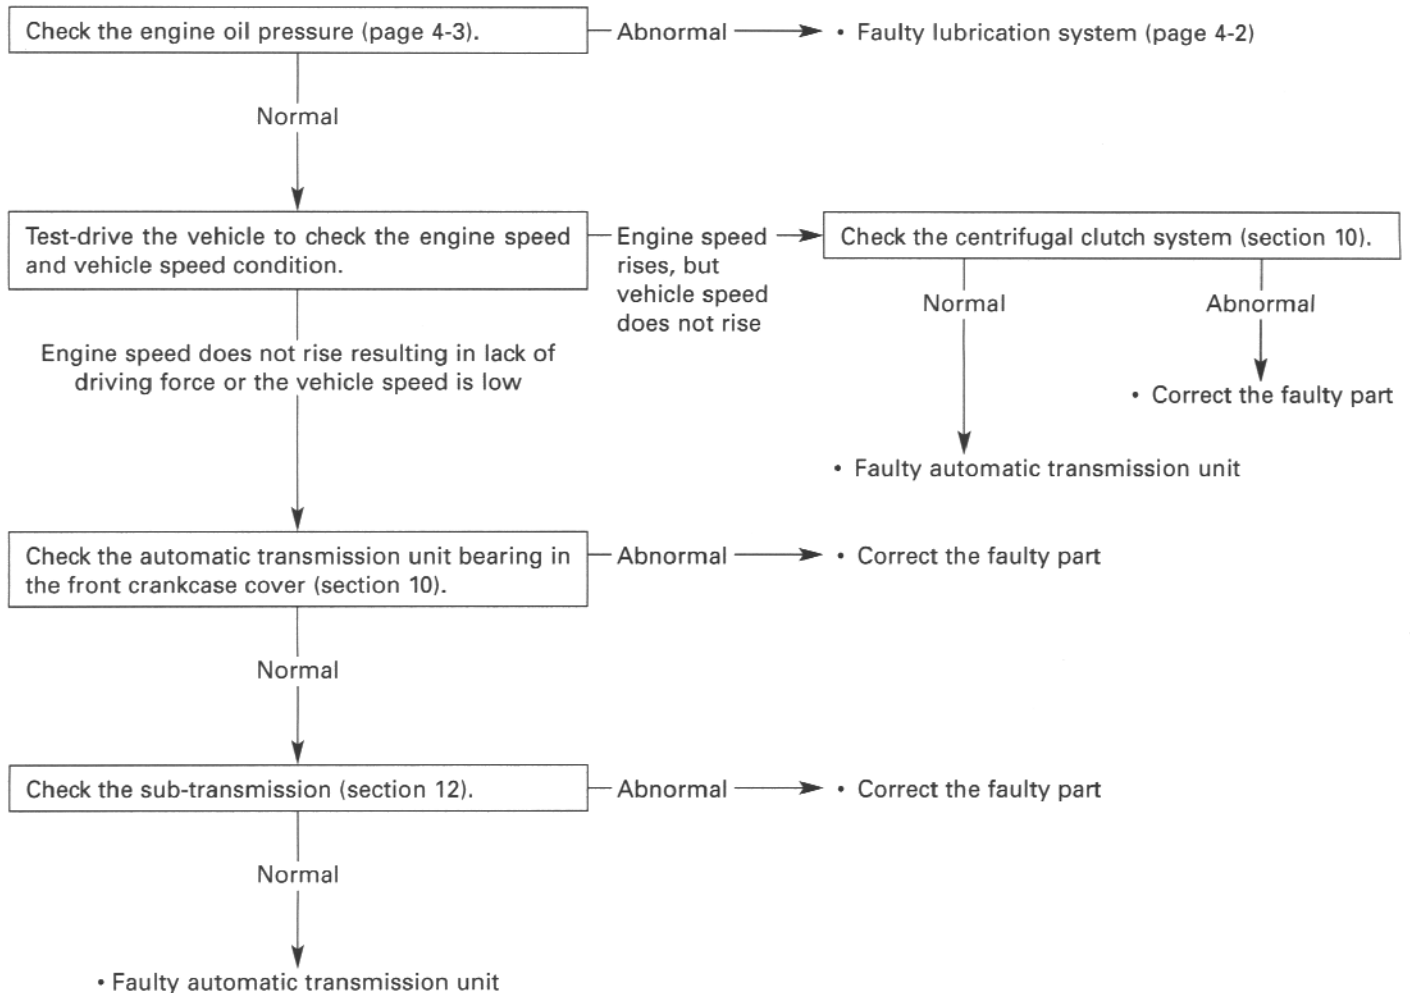 Check the engine oil pressure (page 4-3).
Abnormal
• Faulty lubrication system (page 4-2)
Normal
Test-drive the vehicle to check the engine speed
and vehicle speed condition.
Engine speed
rises, but
vehicle speed
does not rise
Check the centrifugal clutch system (section 10).
Normal
Abnormal
• Correct the faulty part
• Faulty automatic transmission unit
Engine speed does not rise resulting in lack of
driving force or the vehicle speed is low
Check the automatic transmission unit bearing in
the front crankcase cover (section 10).
Abnormal
• Correct the faulty part
Normal
Check the sub-transmission (section 12).
Abnormal
• Correct the faulty part
Normal
• Faulty automatic transmission unit